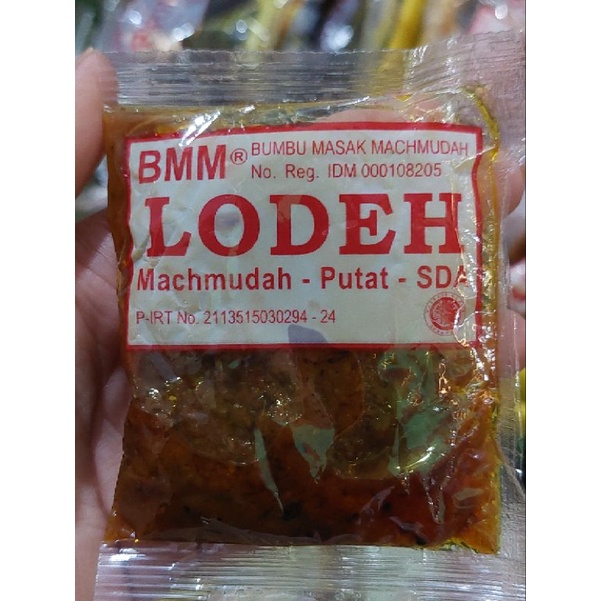 BMM® BUMBU MASAK MACHMUDAH
No. Reg. IDM 000108205
LODEH
Machmudah - Putat - SDA
P-IRT No. 2113515030294 - 24